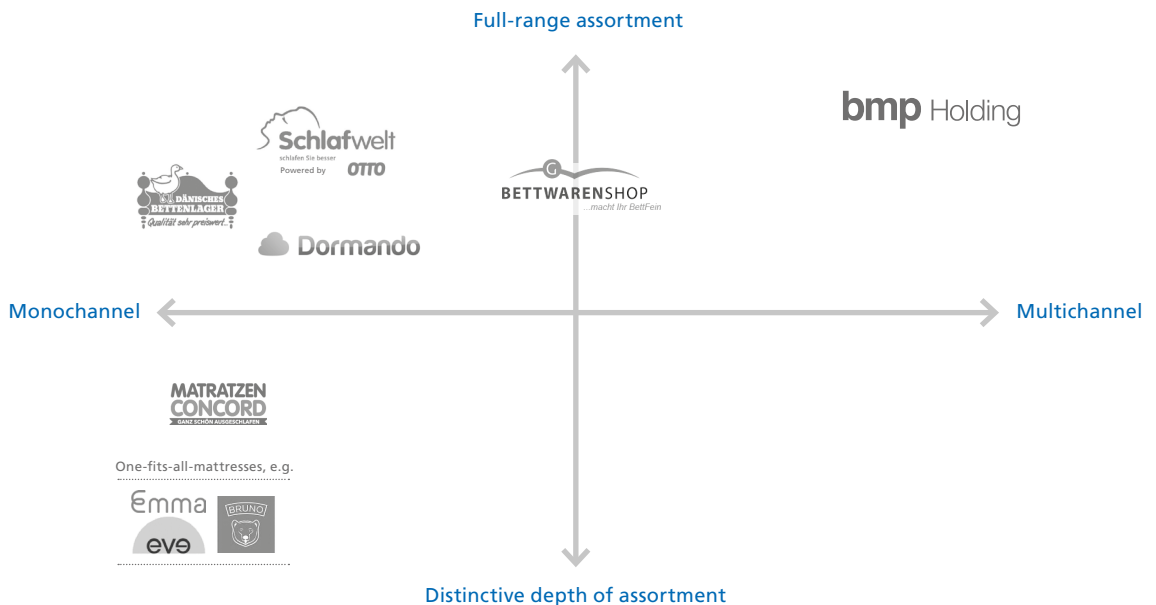 Full-range assortment
bmp Holding
Schlafwelt
schlafen Sie besser
Powered by OTTO
G
BETTWARENSHOP
...macht Ihr BettFein
DÄNISCHES
BETTENLAGER
Qualität sehr preiswert...
Dormando
Monochannel
Multichannel
MATRATZEN
CONCORD
GANZ SCHÖN AUSGESCHLAFEN
One-fits-all-mattresses, e.g.
Emma
BRUNO
eve
Distinctive depth of assortment